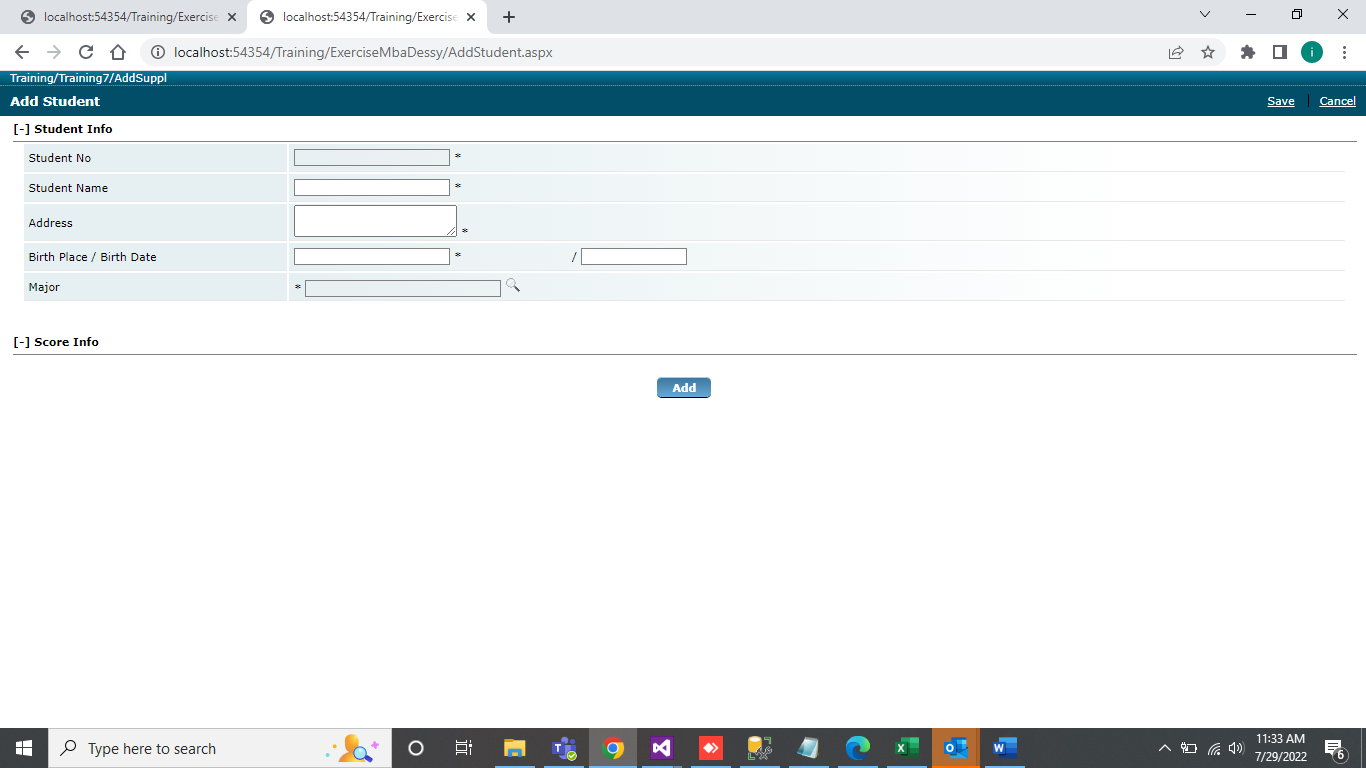 localhost:54354/Training/Exercise
localhost:54354/Training/Exercise
localhost:54354/Training/ExerciseMbaDessy/AddStudent.aspx
i
Training/Training7/AddSuppl
Add Student
Save | Cancel
[-] Student Info
Student No *
Student Name *
Address *
Birth Place / Birth Date * /
Major *
[-] Score Info
Add
Type here to search
11:33 AM
7/29/2022
6